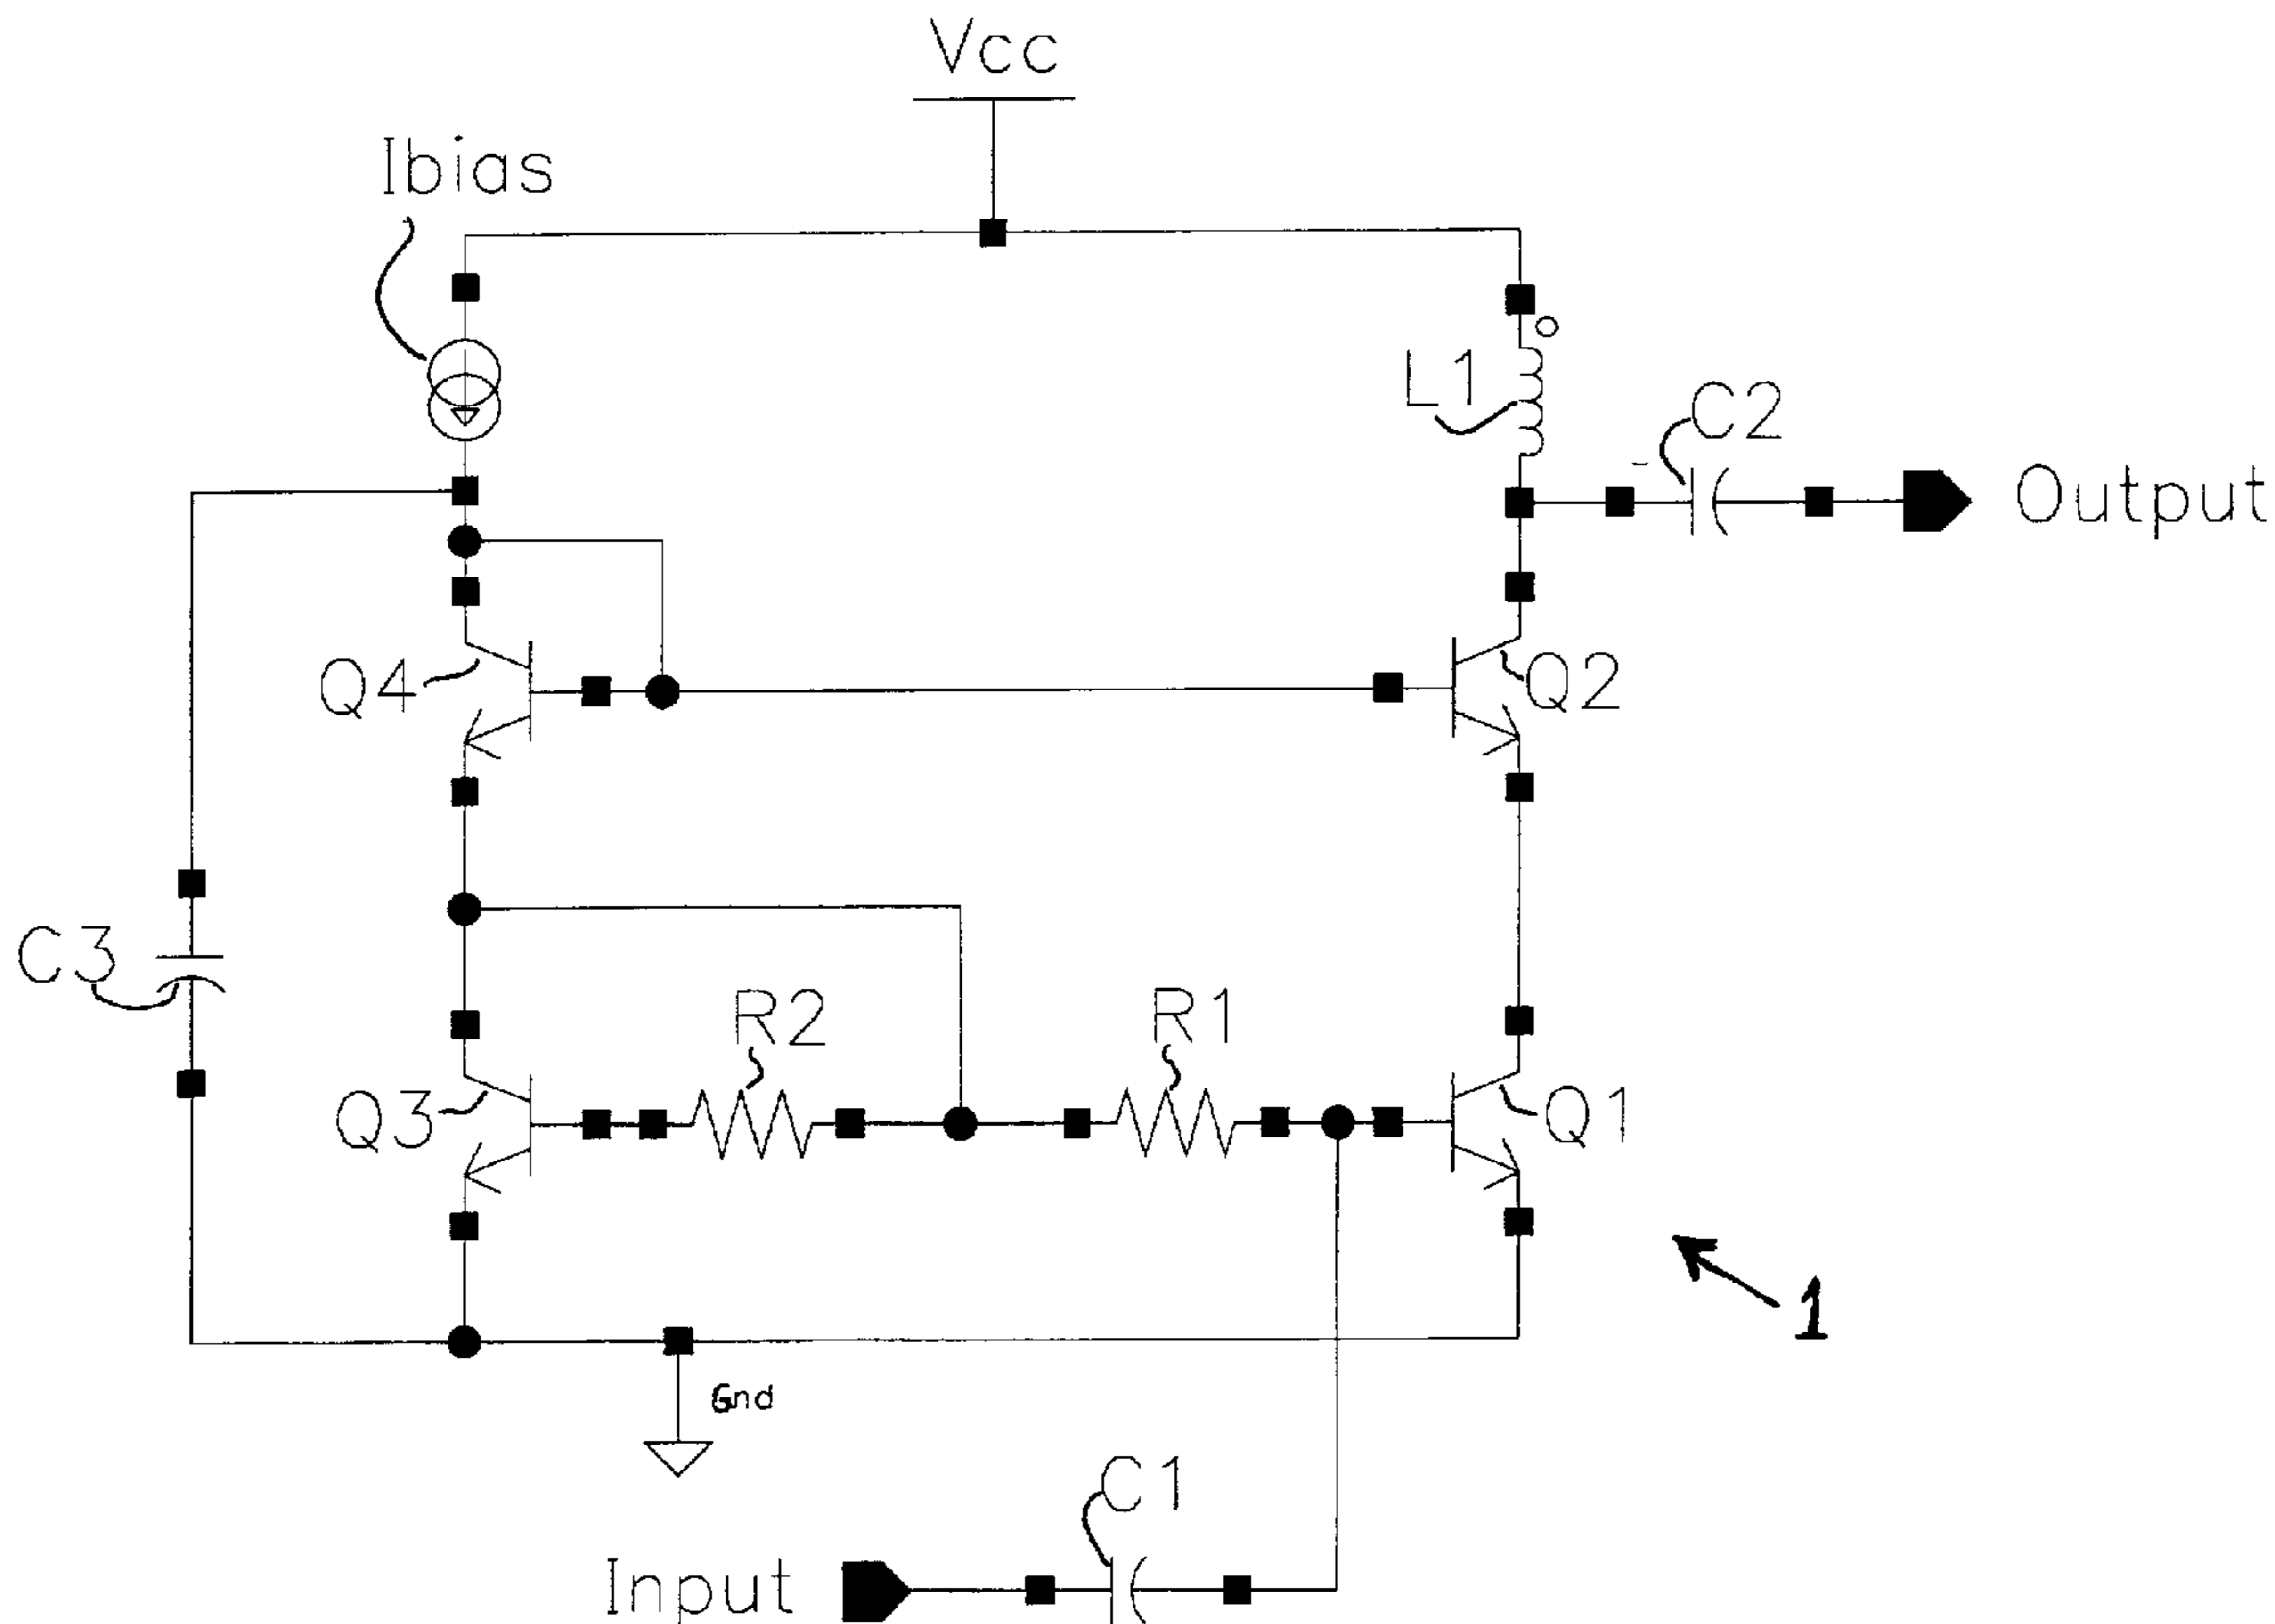 Vcc
Ibias
L1
C2
Output
Q4
Q2
C3
R2
R1
Q3
Q1
1
Gnd
C1
Input